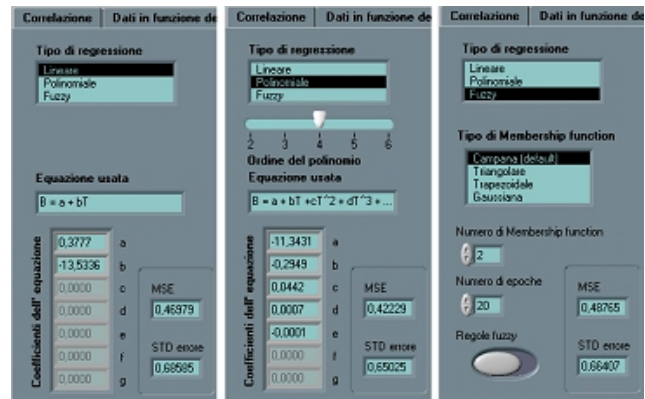 Correlazione Dati in funzione de
Tipo di regressione
Lineare
Polinomiale
Fuzzy
Equazione usata
B = a + bT
Coefficienti dell' equazione
0,3777 a
-13,5336 b
0,0000 c
0,0000 d
0,0000 e
0,0000 f
0,0000 g
MSE
0,46979
STD errore
0,68585
Correlazione Dati in funzione de
Tipo di regressione
Lineare
Polinomiale
Fuzzy
2 3 4 5 6
Ordine del polinomio
Equazione usata
B = a + bT +cT^2 + dT^3 + ...
Coefficienti dell' equazione
-11,3431 a
-0,2949 b
0,0442 c
0,0007 d
-0,0001 e
0,0000 f
0,0000 g
MSE
0,42229
STD errore
0,65025
Correlazione Dati in funzione de
Tipo di regressione
Lineare
Polinomiale
Fuzzy
Tipo di Membership function
Campana (default)
Triangolare
Trapezoidale
Gaussiana
Numero di Membership function
2
Numero di epoche
20
Regole fuzzy
MSE
0,48765
STD errore
0,66407